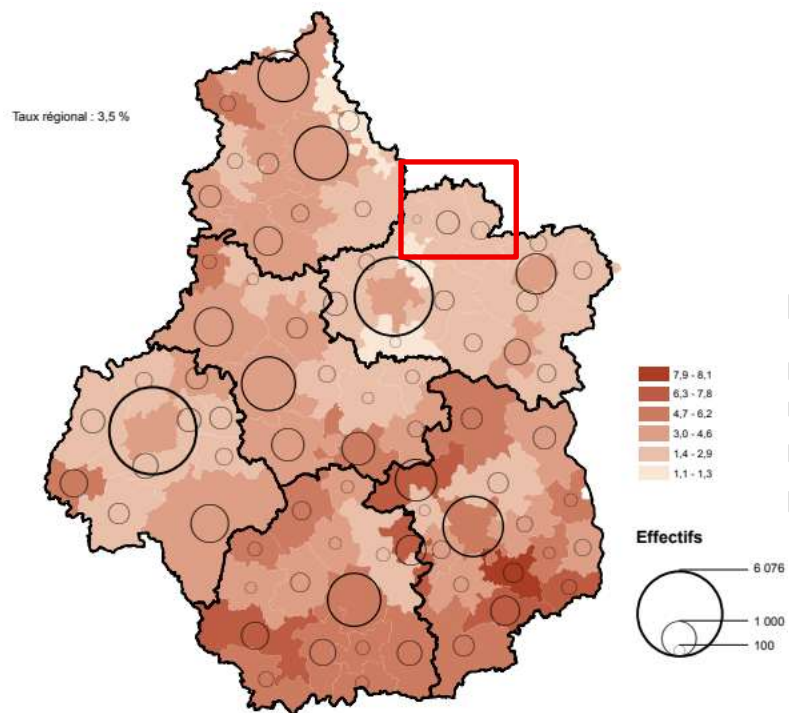 Taux régional : 3,5 %
7,9 - 8,1
6,3 - 7,8
4,7 - 6,2
3,0 - 4,6
1,4 - 2,9
1,1 - 1,3
Effectifs
6 076
1 000
100